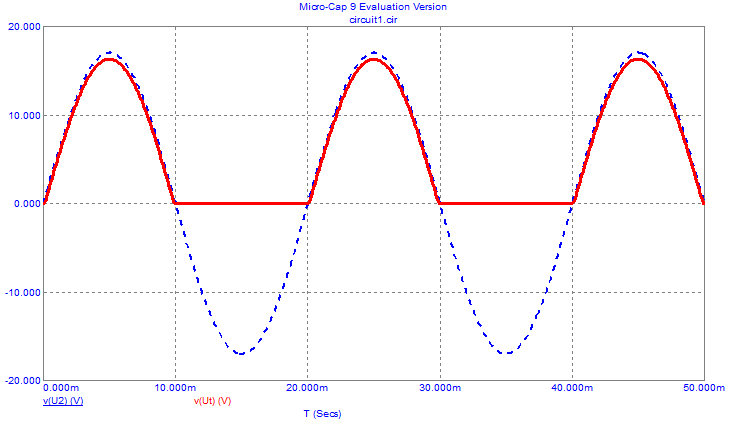 Micro-Cap 9 Evaluation Version
circuit1.cir
20.000
10.000
0.000
-10.000
-20.000
0.000m 10.000m 20.000m 30.000m 40.000m 50.000m
v(U2) (V) v(Ut) (V)
T (Secs)